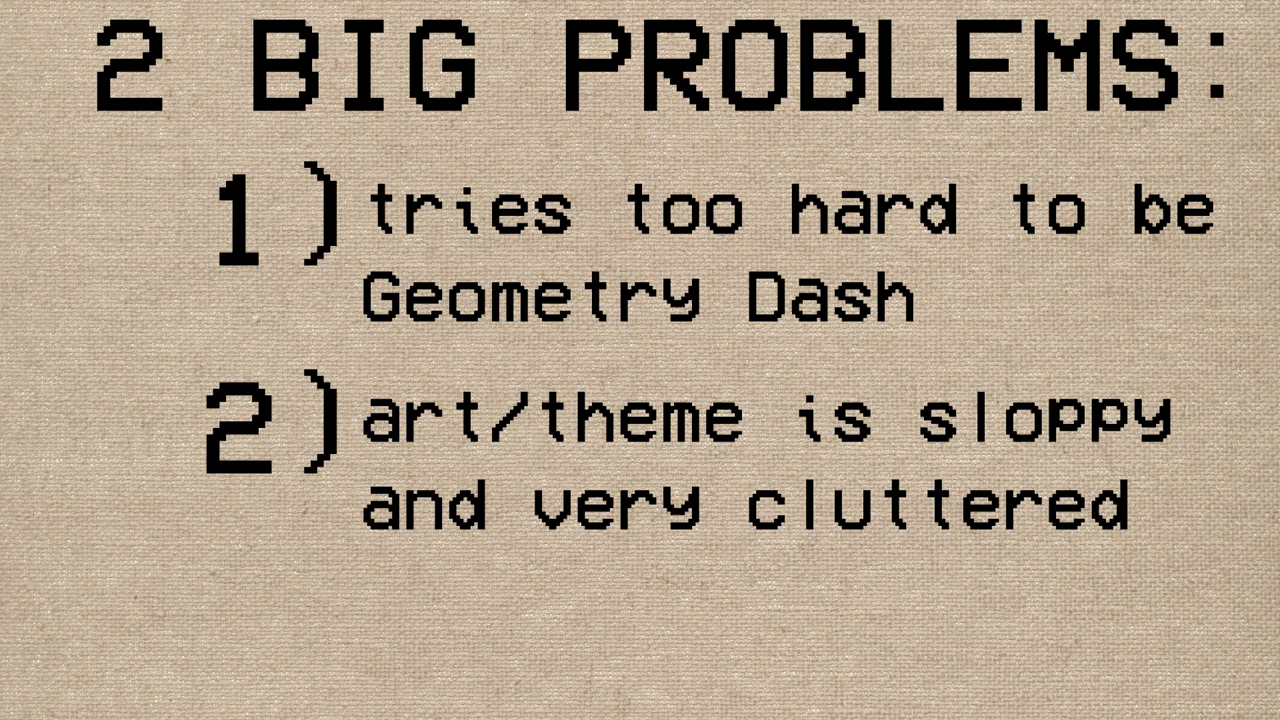 2 BIG PROBLEMS:
1) tries too hard to be
Geometry Dash
2) art/theme is sloppy
and very cluttered